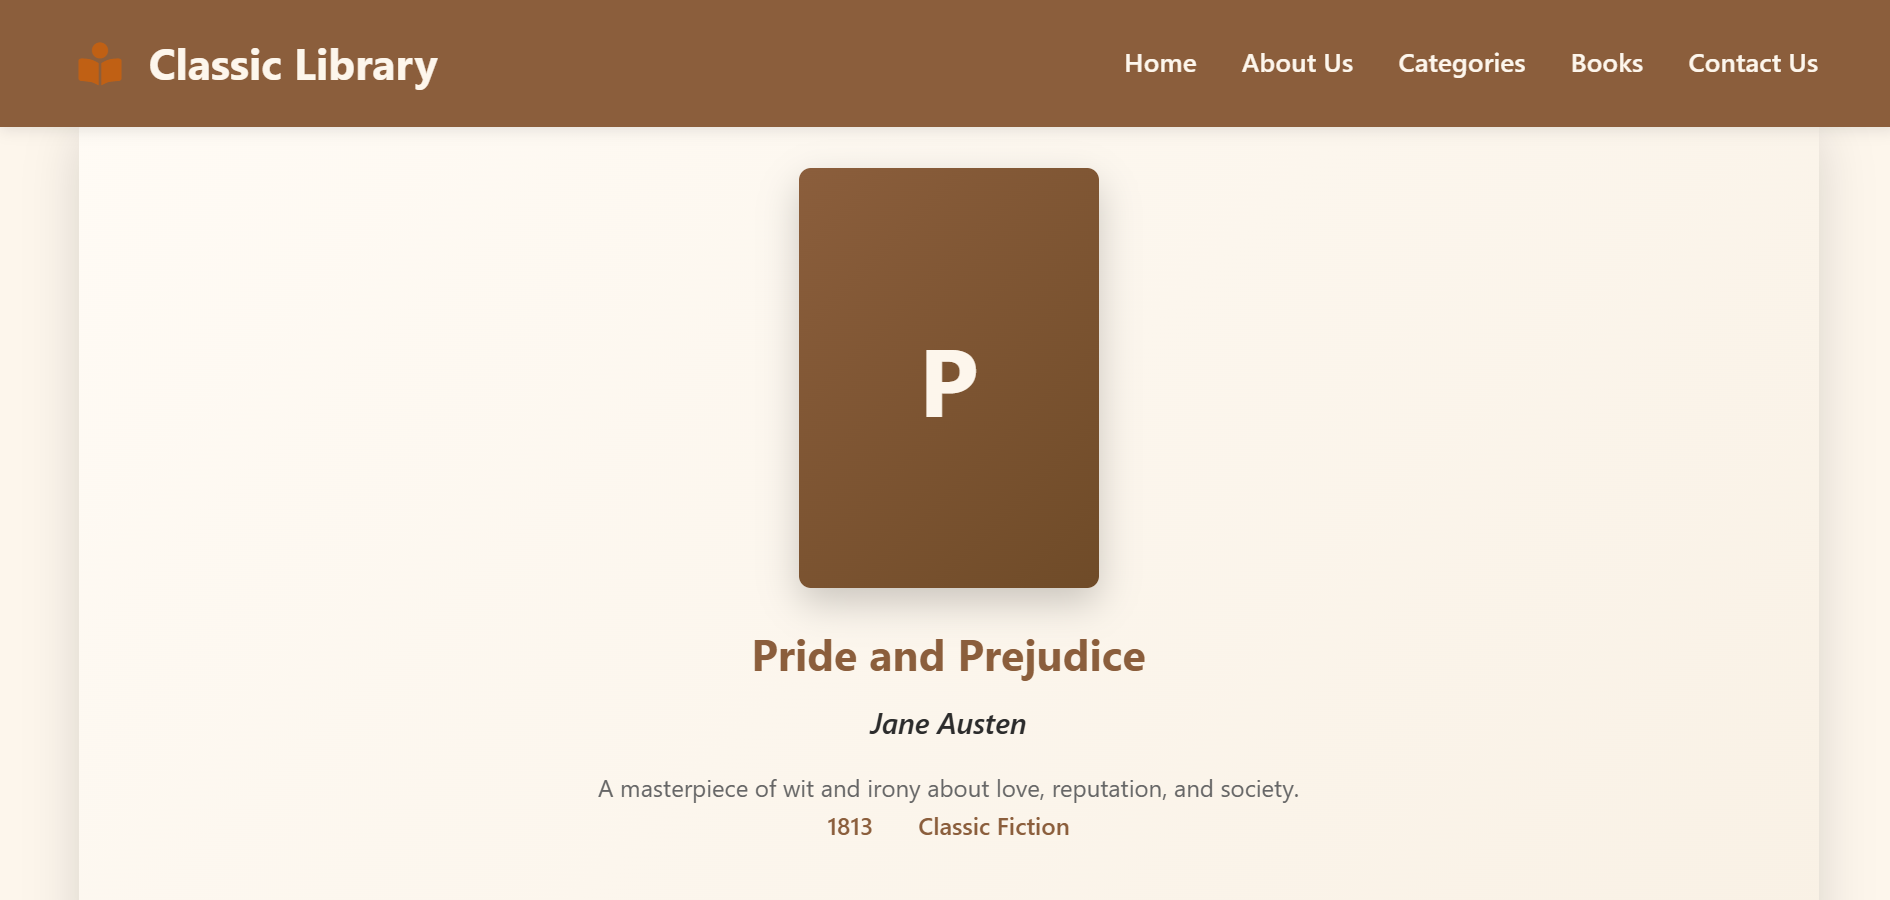 Classic Library
Home About Us Categories Books Contact Us
P
Pride and Prejudice
Jane Austen
A masterpiece of wit and irony about love, reputation, and society.
1813 Classic Fiction